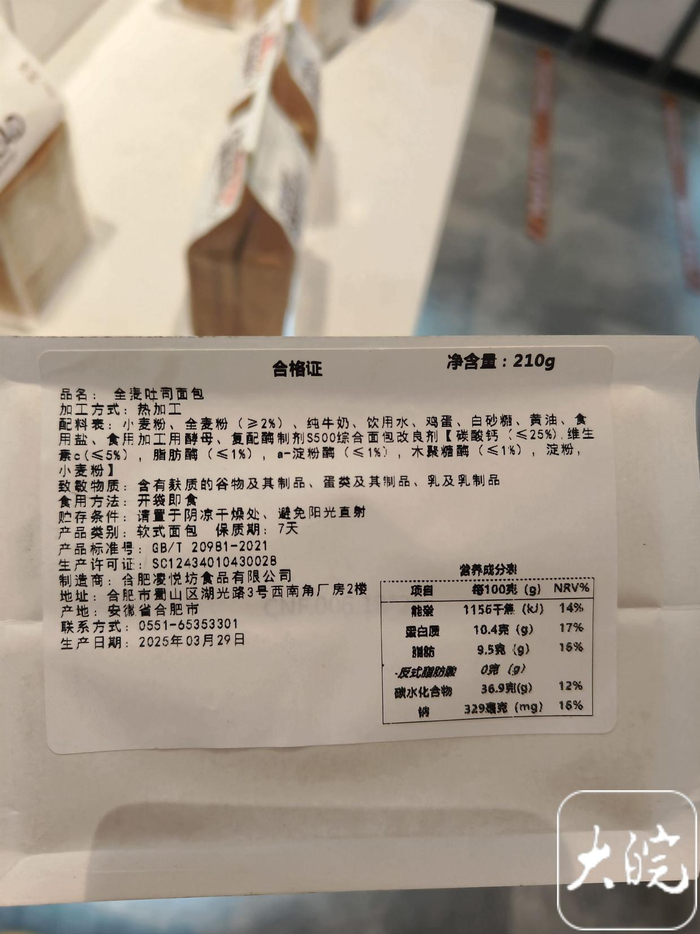 合格证
净含量：210g
品名： 全麦吐司面包
加工方式：热加工
配料表：小麦粉、全麦粉（≥2%）、纯牛奶、饮用水、鸡蛋、白砂糖、黄油、食
用盐、食用加工用酵母、复配酶制剂S500综合面包改良剂【碳酸钙（≤25%）,维生
素c(≤5%)，脂肪酶（≤1%），a-淀粉酶（≤1%），木聚糖酶（≤1%），淀粉，
小麦粉】
致敏物质：含有麸质的谷物及其制品、蛋类及其制品、乳及乳制品
食用方法：开袋即食
贮存条件：请置于阴凉干燥处、避免阳光直射
产品类别：软式面包 保质期：7天
产品标准号：GB/T 20981-2021
生产许可证：SC12434010430028
制造商：合肥凌悦坊食品有限公司
地址：合肥市蜀山区湖光路3号西南角厂房2楼
产地：安徽省合肥市
联系方式：0551-65353301
生产日期：2025年03月29日
营养成分表
项目 每100克（g） NRV%
能量 1156千焦（kJ） 14%
蛋白质 10.4克（g） 17%
脂肪 9.5克（g） 16%
-反式脂肪酸 0克（g）
碳水化合物 36.9克(g) 12%
钠 329毫克（mg） 16%
大皖